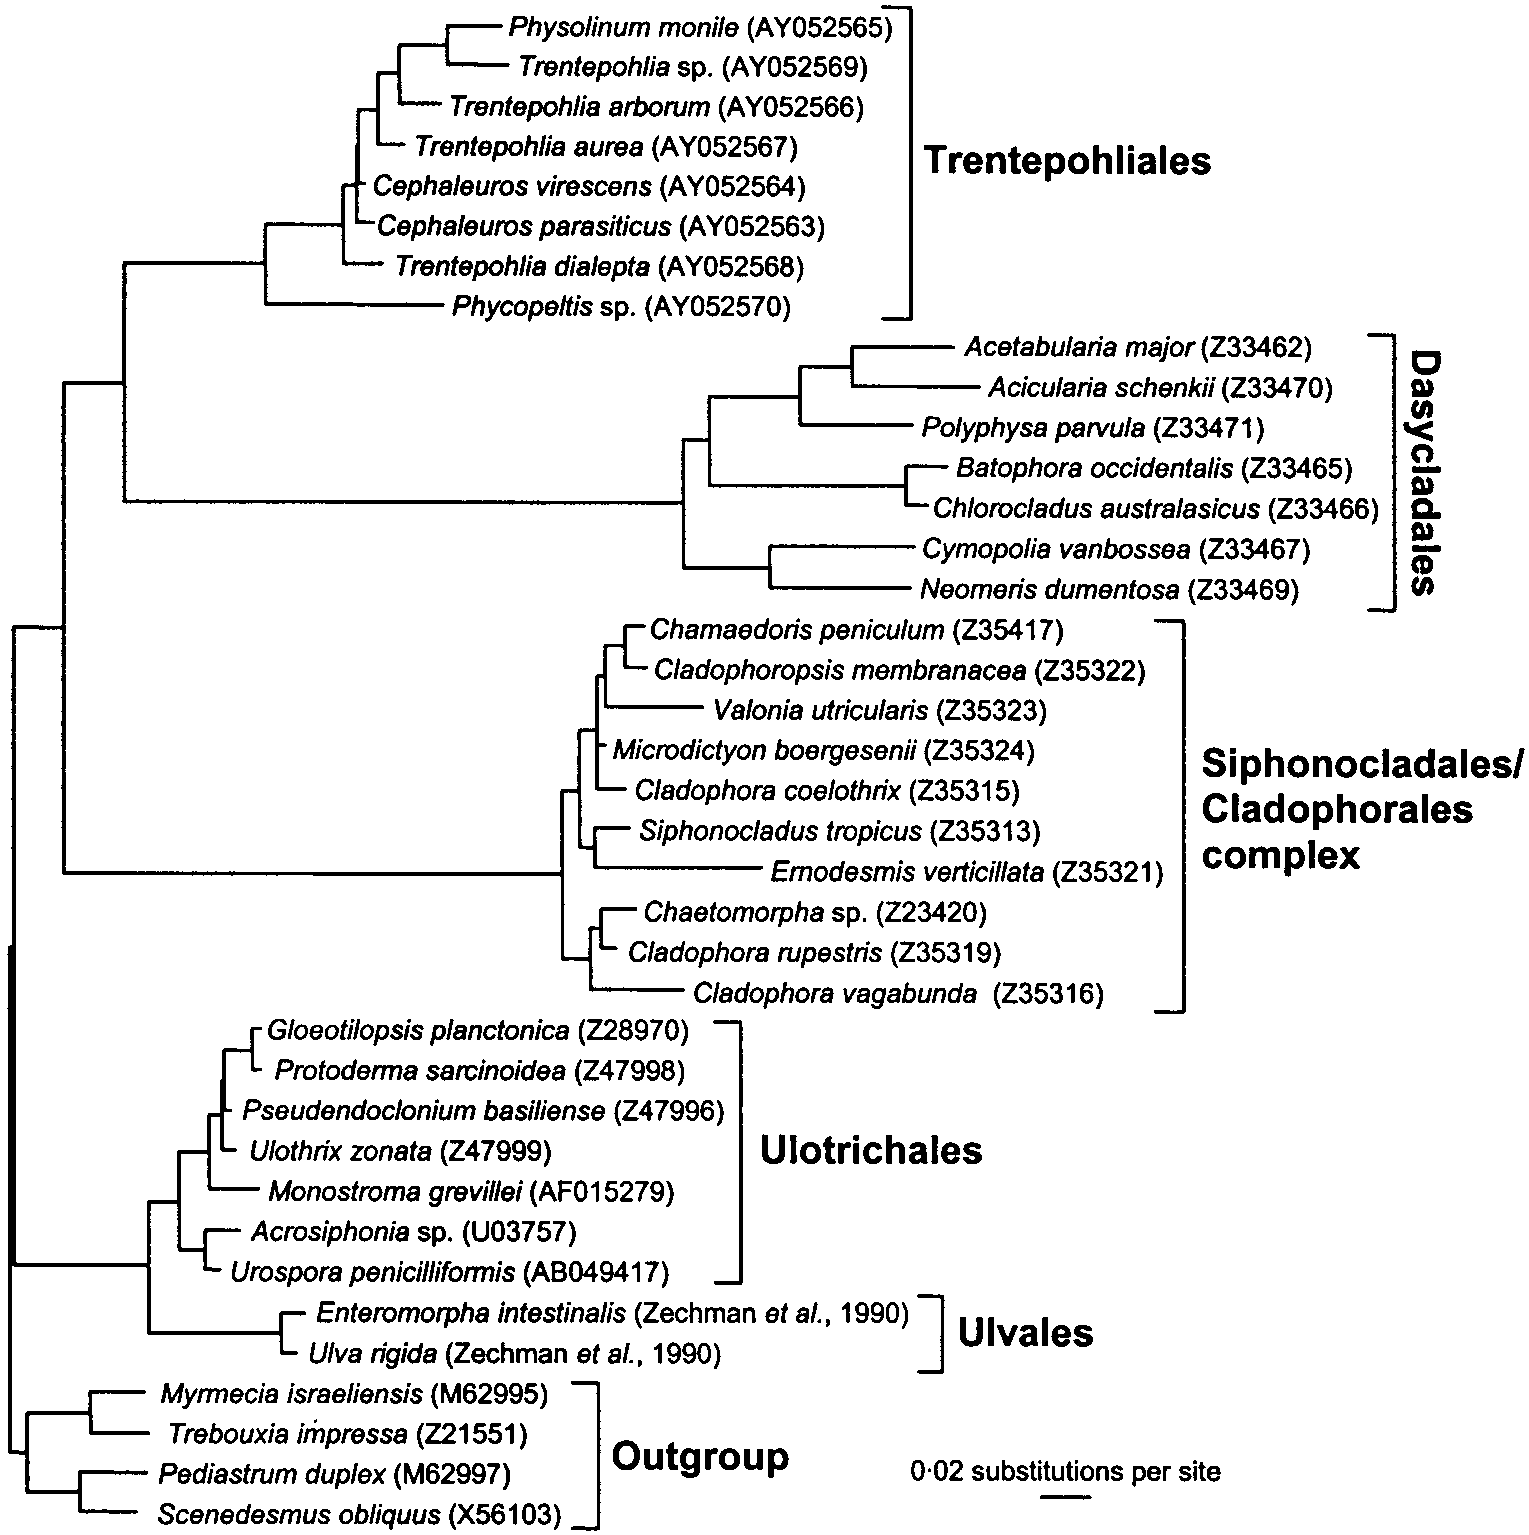 Physolinum monile (AY052565)
Trentepohlia sp. (AY052569)
Trentepohlia arborum (AY052566)
Trentepohlia aurea (AY052567)
Trentepohliales
Cephaleuros virescens (AY052564)
Cephaleuros parasiticus (AY052563)
Trentepohlia dialepta (AY052568)
Phycopeltis sp. (AY052570)
Acetabularia major (Z33462)
Acicularia schenkii (Z33470)
Polyphysa parvula (Z33471)
Batophora occidentalis (Z33465)
Chlorocladus australasicus (Z33466)
Cymopolia vanbossea (Z33467)
Neomeris dumentosa (Z33469)
Dasycladales
Chamaedoris peniculum (Z35417)
Cladophoropsis membranacea (Z35322)
Valonia utricularis (Z35323)
Microdictyon boergesenii (Z35324)
Cladophora coelothrix (Z35315)
Siphonocladus tropicus (Z35313)
Ernodesmis verticillata (Z35321)
Siphonocladales/
Cladophorales
complex
Chaetomorpha sp. (Z23420)
Cladophora rupestris (Z35319)
Cladophora vagabunda (Z35316)
Gloeotilopsis planctonica (Z28970)
Protoderma sarcinoidea (Z47998)
Pseudendoclonium basiliense (Z47996)
Ulothrix zonata (Z47999)
Ulotrichales
Monostroma grevillei (AF015279)
Acrosiphonia sp. (U03757)
Urospora penicilliformis (AB049417)
Enteromorpha intestinalis (Zechman et al., 1990)
Ulva rigida (Zechman et al., 1990)
Ulvales
Myrmecia israeliensis (M62995)
Trebouxia impressa (Z21551)
Pediastrum duplex (M62997)
Scenedesmus obliquus (X56103)
Outgroup
0·02 substitutions per site